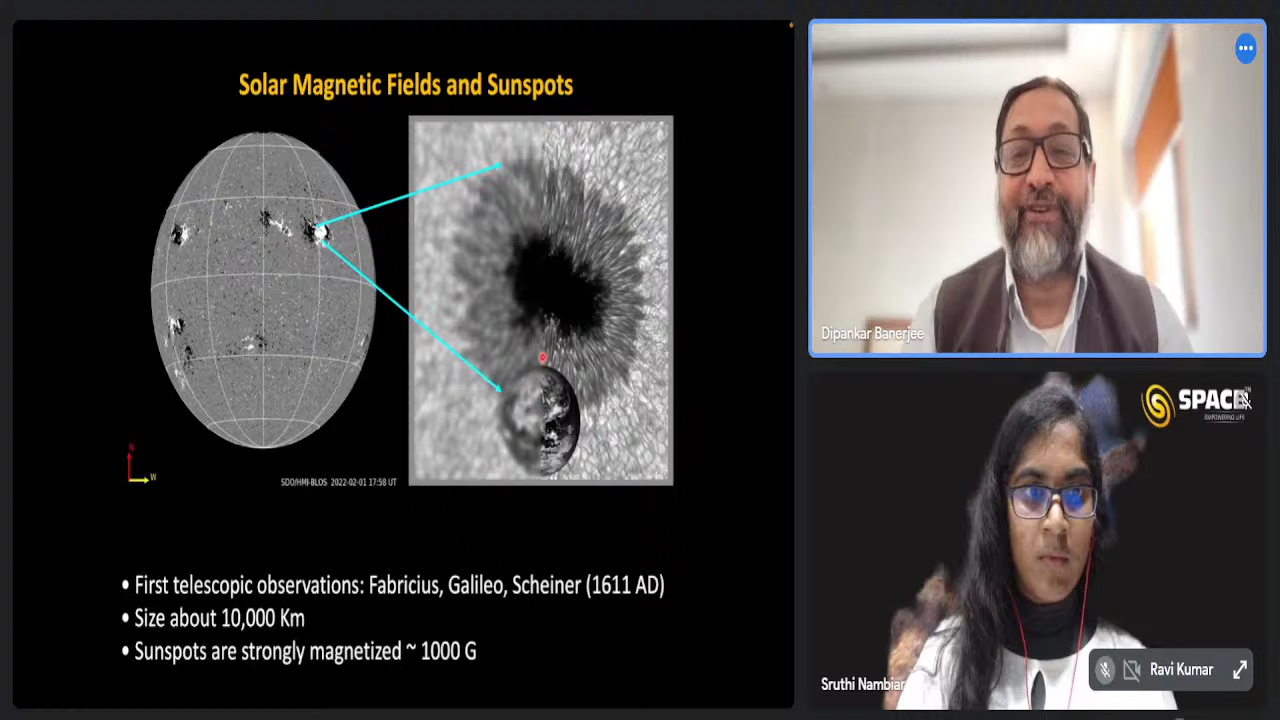 Solar Magnetic Fields and Sunspots
N
W
SDO/HMI-BLOS 2022-02-01 17:58 UT
• First telescopic observations: Fabricius, Galileo, Scheiner (1611 AD)
• Size about 10,000 Km
• Sunspots are strongly magnetized ~ 1000 G
Dipankar Banerjee
SPACE
EMPOWERING LIFE
Sruthi Nambiar
Ravi Kumar